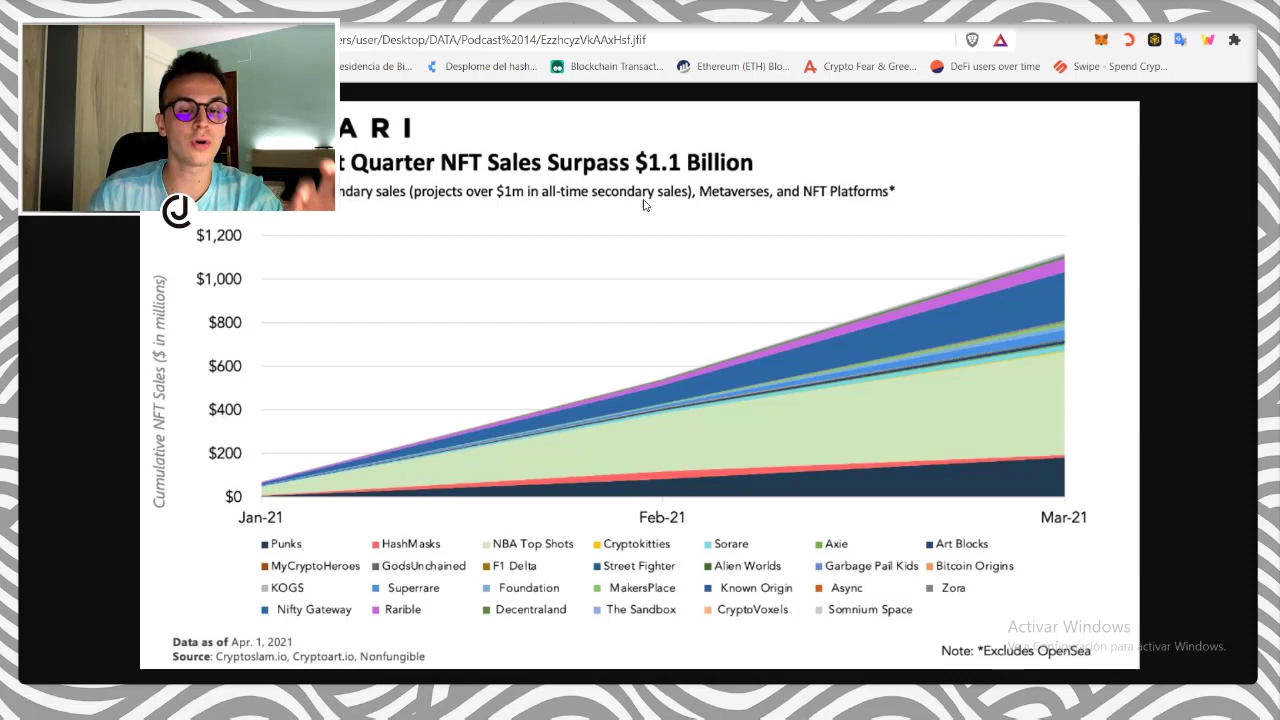 ers/user/Desktop/DATA/Podcast%2014/EzzhcyzVkAAxHsf.jfif
esidencia de Bi...
Desplome del hash...
Blockchain Transact...
Ethereum (ETH) Blo...
Crypto Fear & Gree...
DeFi users over time
Swipe - Spend Cryp...
ARI
t Quarter NFT Sales Surpass $1.1 Billion
ndary sales (projects over $1m in all-time secondary sales), Metaverses, and NFT Platforms*
Cumulative NFT Sales ($ in millions)
$1,200
$1,000
$800
$600
$400
$200
$0
Jan-21 Feb-21 Mar-21
Punks HashMasks NBA Top Shots Cryptokitties Sorare Axie Art Blocks
MyCryptoHeroes GodsUnchained F1 Delta Street Fighter Alien Worlds Garbage Pail Kids Bitcoin Origins
KOGS Superrare Foundation MakersPlace Known Origin Async Zora
Nifty Gateway Rarible Decentraland The Sandbox CryptoVoxels Somnium Space
Data as of Apr. 1, 2021
Source: Cryptoslam.io, Cryptoart.io, Nonfungible
Note: *Excludes OpenSea
Activar Windows
Ve a Configuración para activar Windows.